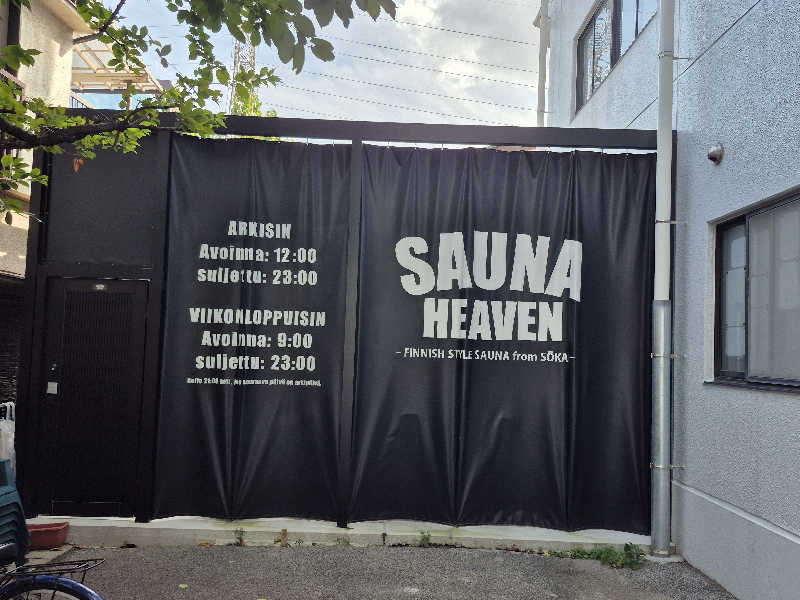 ARKISIN
Avoinna: 12:00
suljettu: 23:00
VIIKONLOPPUISIN
Avoinna: 9:00
suljettu: 23:00
SAUNA
HEAVEN
- FINNISH STYLE SAUNA from SŌKA -